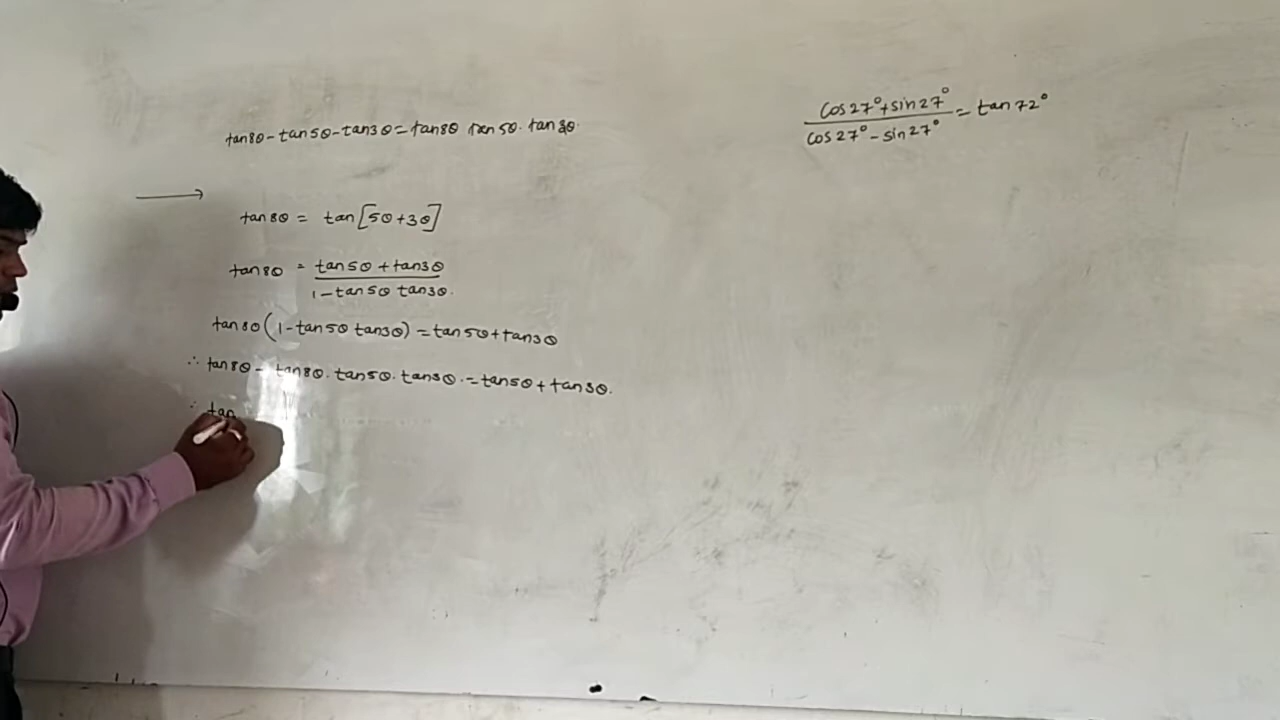 tan8θ - tan5θ - tan3θ = tan8θ tan5θ. tan3θ.
→
tan8θ = tan[5θ+3θ]
tan8θ = tan5θ + tan3θ
1 - tan5θ tan3θ.
tan8θ(1 - tan5θ tan3θ) = tan5θ + tan3θ
∴ tan8θ - tan8θ. tan5θ. tan3θ. = tan5θ + tan3θ.
∴ tan
cos27° + sin27°
cos27° - sin27° = tan72°